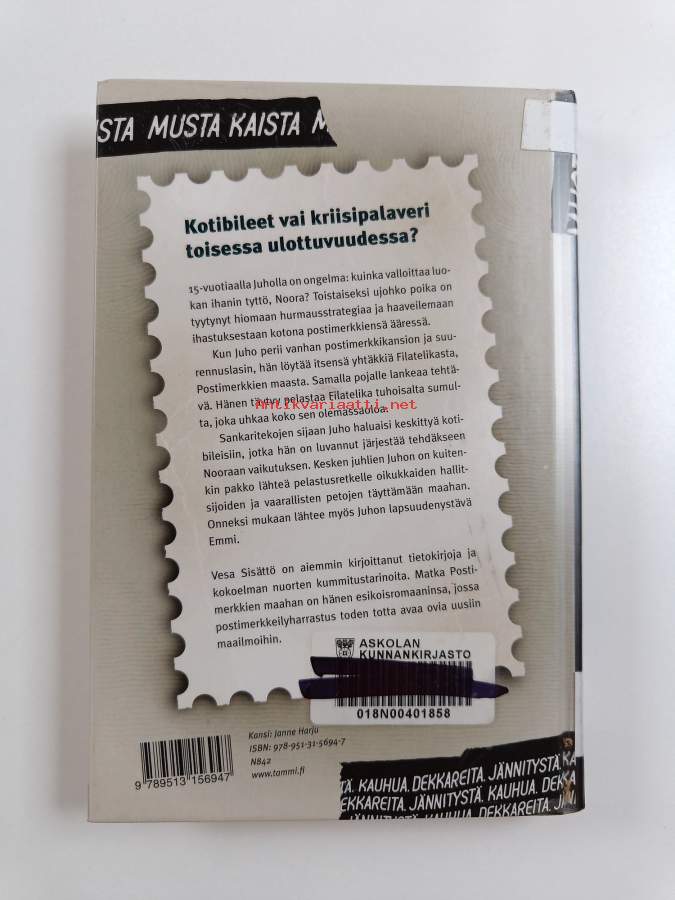 ISTA MUSTA KAISTA M
Kotibileet vai kriisipalaveri
toisessa ulottuvuudessa?
15-vuotiaalla Juholla on ongelma: kuinka valloittaa luo-
kan ihanin tyttö, Noora? Toistaiseksi ujohko poika on
tyytynyt hiomaan hurmausstrategiaa ja haaveilemaan
ihastuksestaan kotona postimerkkiensä ääressä.
Kun Juho perii vanhan postimerkkikansion ja suu-
rennuslasin, hän löytää itsensä yhtäkkiä Filatelikasta,
Postimerkkien maasta. Samalla pojalle lankeaa tehtä-
vä. Hänen täytyy pelastaa Filatelika tuhoisalta sumul-
Antikvariaatti.net
ta, joka uhkaa koko sen olemassaoloa.
Sankaritekojen sijaan Juho haluaisi keskittyä koti-
bileisiin, jotka hän on luvannut järjestää tehdäkseen
Nooraan vaikutuksen. Kesken juhlien Juhon on kuiten-
kin pakko lähteä pelastusretkelle oikukkaiden hallit-
sijoiden ja vaarallisten petojen täyttämään maahan.
Onneksi mukaan lähtee myös Juhon lapsuudenystävä
Emmi.
Vesa Sisättö on aiemmin kirjoittanut tietokirjoja ja
kokoelman nuorten kummitustarinoita. Matka Posti-
merkkien maahan on hänen esikoisromaaninsa, jossa
postimerkkeilyharrastus toden totta avaa ovia uusiin
maailmoihin.
ASKOLAN
KUNNANKIRJASTO
018N00401858
Kansi: Janne Harju
ISBN: 978-951-31-5694-7
N842
www.tammi.fi
9 789513 156947
TÄ. KAUHUA. DEKKAREITA. JÄNNITYSTÄ. KA
EKKAREITA. JÄNNITYSTÄ. KAUHUA. DEKKA
JÄNNITYSTÄ. KAUHUA. DEKKAREITA. JÄNI